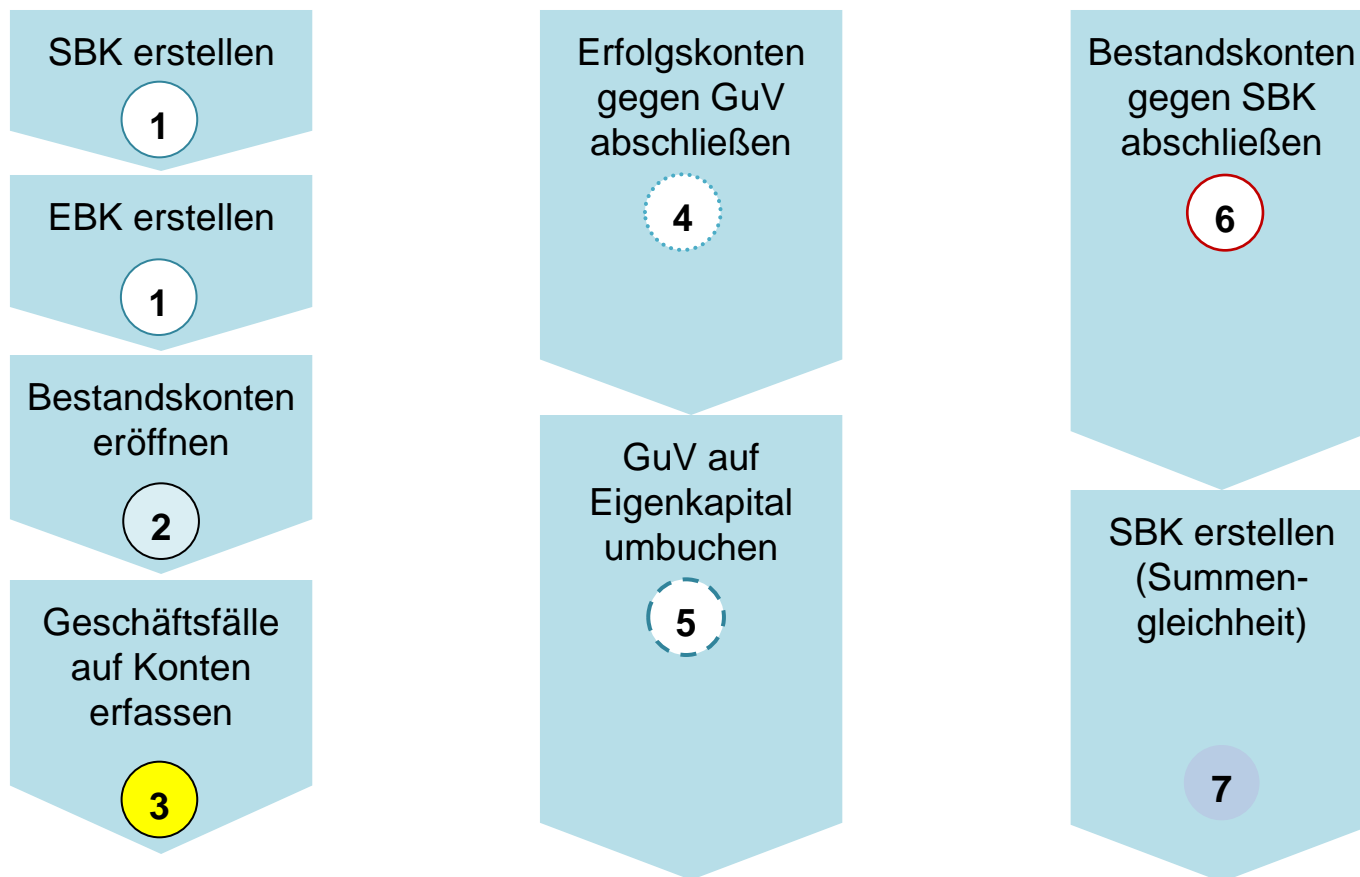 SBK erstellen
1
EBK erstellen
1
Bestandskonten
eröffnen
2
Geschäftsfälle
auf Konten
erfassen
3
Erfolgskonten
gegen GuV
abschließen
4
GuV auf
Eigenkapital
umbuchen
5
Bestandskonten
gegen SBK
abschließen
6
SBK erstellen
(Summen-
gleichheit)
7